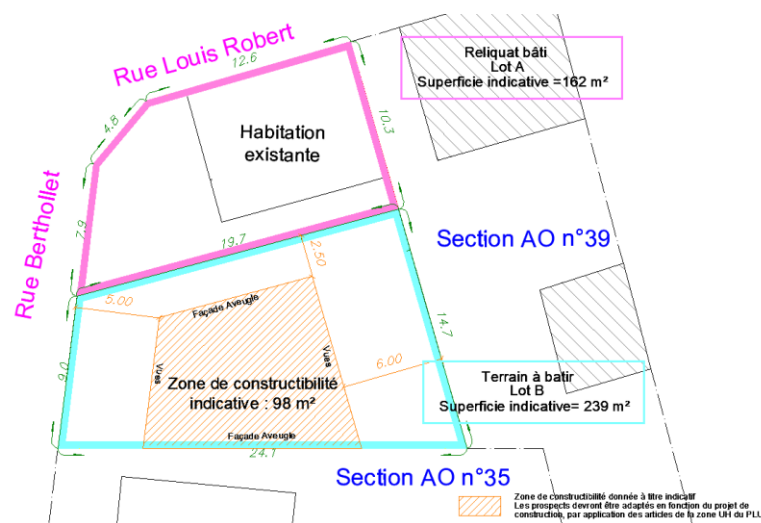 Rue Louis Robert
12.6
Reliquat bâti
Lot A
Superficie indicative =162 m²
4.8
Habitation
existante
10.3
Rue Berthollet
7.9
19.7
Section AO n°39
2.50
5.00
Façade Aveugle
14.7
Vues
Vues
6.00
9.0
Zone de constructibilité
indicative : 98 m²
Terrain à batir
Lot B
Superficie indicative= 239 m²
Façade Aveugle
24.1
Section AO n°35
Zone de constructibilité donnée à titre indicatif
Les prospects devront être adaptés en fonction du projet de
construction, par application des articles de la zone UH du PLU.